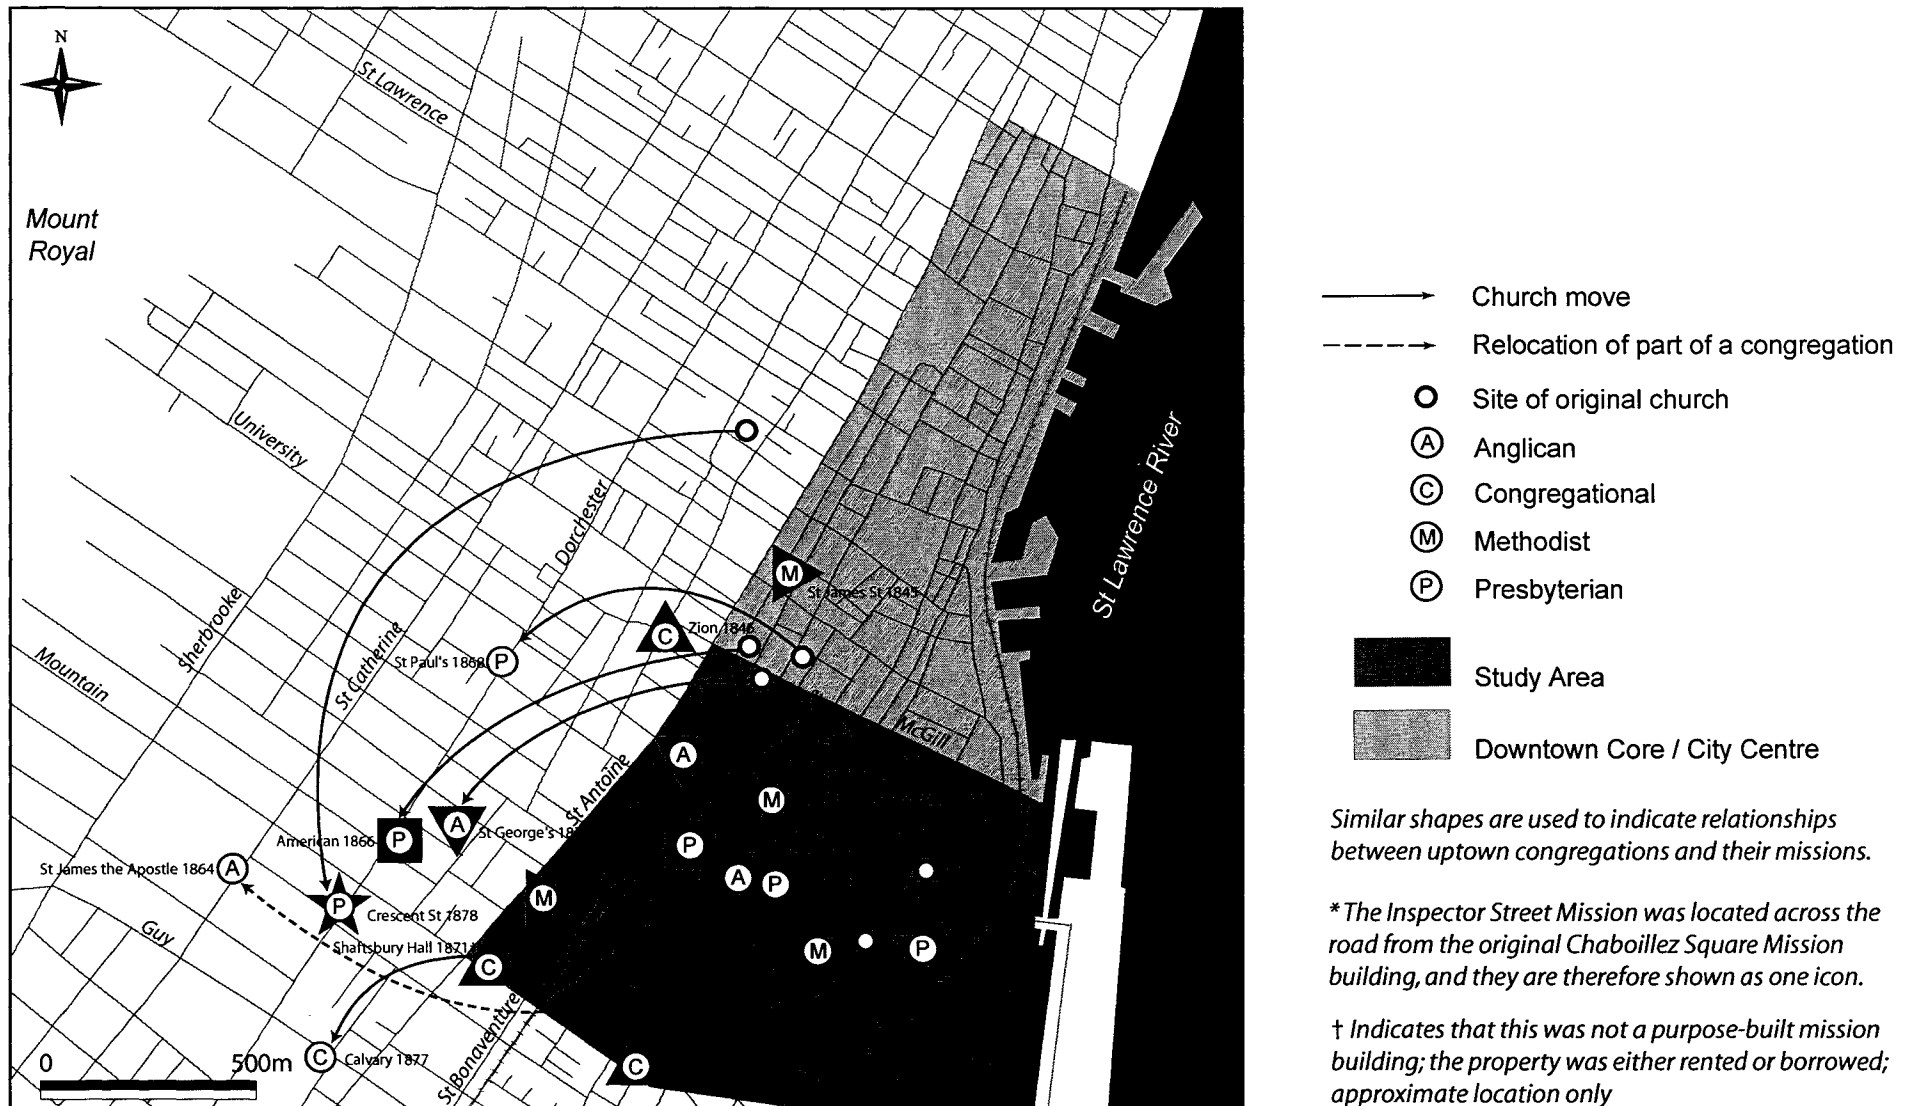 N
St Lawrence
Mount
Royal
University
Dorchester
Sherbrooke
St Catherine
Mountain
St Lawrence River
M
St James St 1845
C
Zion 1846
St Paul's 1868
P
McGill
A
St Antoine
M
American 1866
P
A
St George's
P
St James the Apostle 1864
A
A
P
M
P
Crescent St 1878
Guy
Shaftsbury Hall 1871
C
M
P
St Bonaventure
C
Calvary 1877
C
0
500m
Church move
Relocation of part of a congregation
Site of original church
A
Anglican
C
Congregational
M
Methodist
P
Presbyterian
Study Area
Downtown Core / City Centre
Similar shapes are used to indicate relationships
between uptown congregations and their missions.
* The Inspector Street Mission was located across the
road from the original Chaboillez Square Mission
building, and they are therefore shown as one icon.
† Indicates that this was not a purpose-built mission
building; the property was either rented or borrowed;
approximate location only